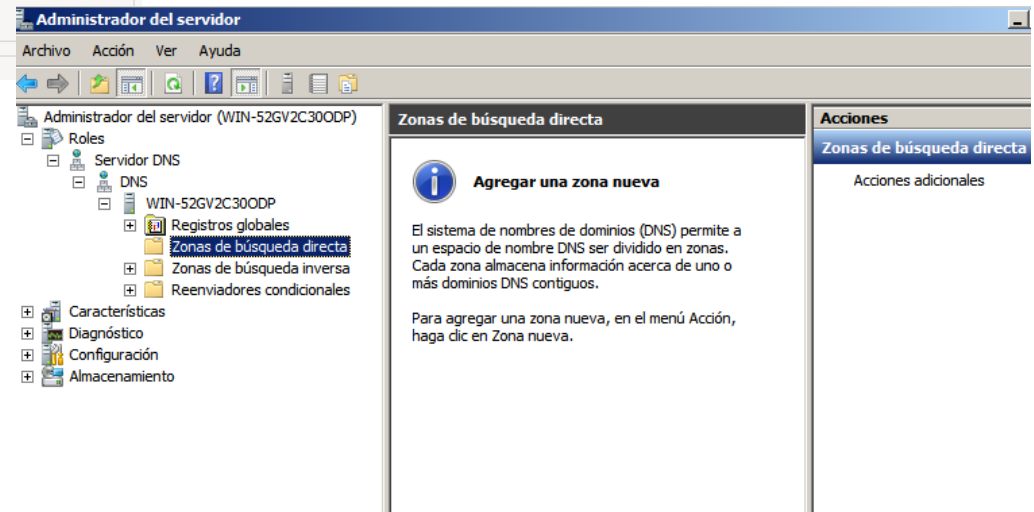 Administrador del servidor
Archivo Acción Ver Ayuda
Administrador del servidor (WIN-52GV2C30ODP)
Roles
Servidor DNS
DNS
WIN-52GV2C30ODP
Registros globales
Zonas de búsqueda directa
Zonas de búsqueda inversa
Reenviadores condicionales
Características
Diagnóstico
Configuración
Almacenamiento
Zonas de búsqueda directa
Agregar una zona nueva
El sistema de nombres de dominios (DNS) permite a
un espacio de nombre DNS ser dividido en zonas.
Cada zona almacena información acerca de uno o
más dominios DNS contiguos.
Para agregar una zona nueva, en el menú Acción,
haga clic en Zona nueva.
Acciones
Zonas de búsqueda directa
Acciones adicionales